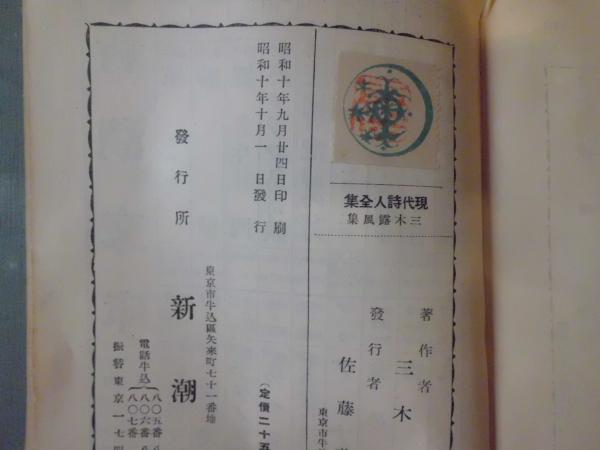 現代詩人全集
三木露風集
著作者 三木
發行者 佐藤
東京市牛
昭和十年九月廿四日印刷
昭和十年十月一日發行
(定價二十五
東京市牛込區矢來町七十一番地
發行所 新潮
電話牛込
八〇五番
八〇六番
八〇七番
振替東京一七四